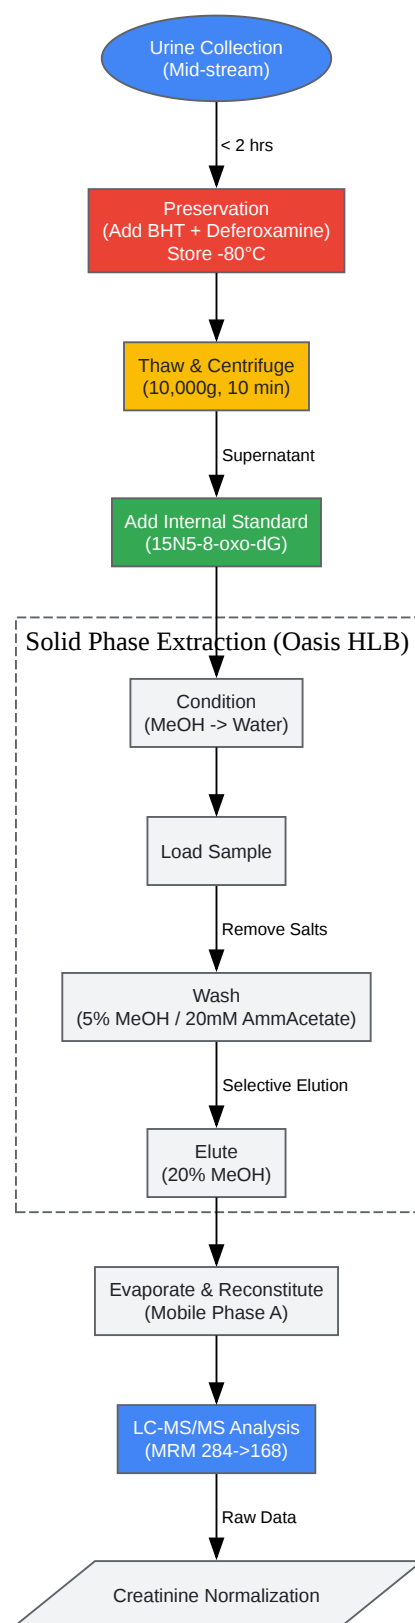 Urine Collection
(Mid-stream)
< 2 hrs
Preservation
(Add BHT + Deferoxamine)
Store -80°C
Thaw & Centrifuge
(10,000g, 10 min)
Supernatant
Add Internal Standard
(15N5-8-oxo-dG)
Solid Phase Extraction (Oasis HLB)
Condition
(MeOH -> Water)
Load Sample
Remove Salts
Wash
(5% MeOH / 20mM AmmAcetate)
Selective Elution
Elute
(20% MeOH)
Evaporate & Reconstitute
(Mobile Phase A)
LC-MS/MS Analysis
(MRM 284->168)
Raw Data
Creatinine Normalization